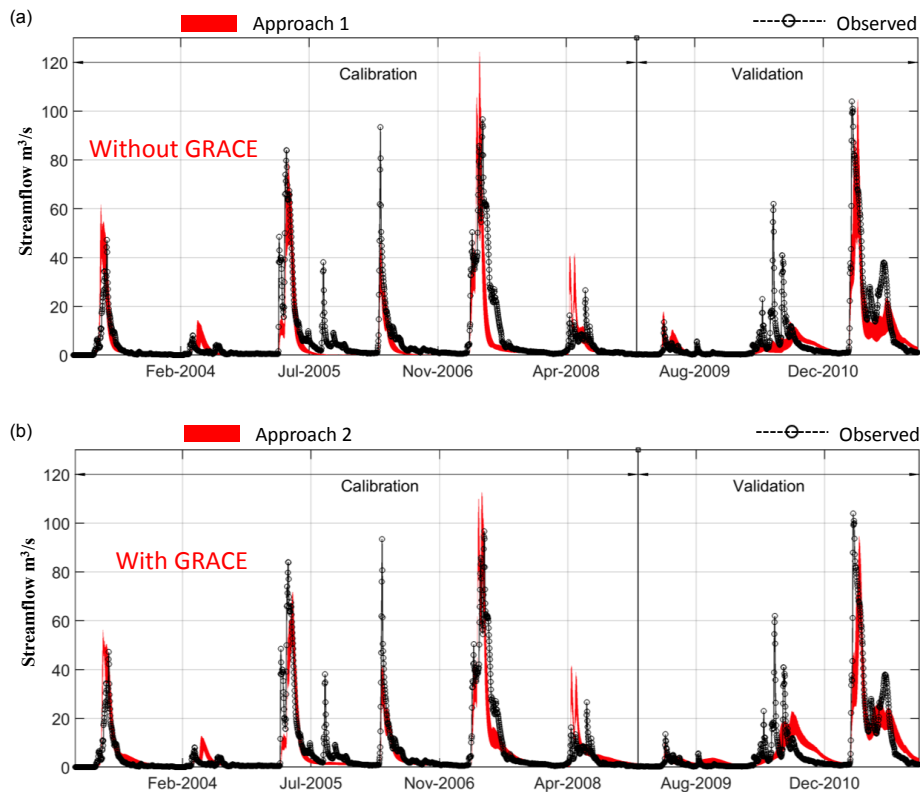 (a)
Approach 1
Observed
120
Calibration
Validation
100
Without GRACE
80
60
40
20
0
Streamflow m³/s
Feb-2004 Jul-2005 Nov-2006 Apr-2008 Aug-2009 Dec-2010
(b)
Approach 2
Observed
120
Calibration
Validation
100
With GRACE
80
60
40
20
0
Streamflow m³/s
Feb-2004 Jul-2005 Nov-2006 Apr-2008 Aug-2009 Dec-2010